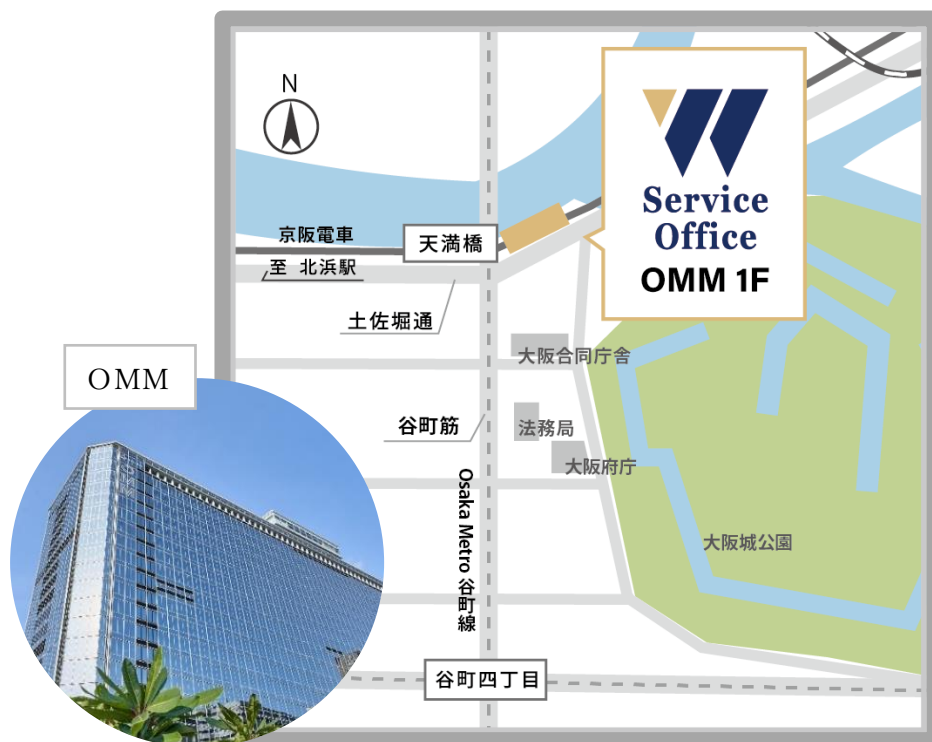 N
W
Service
Office
OMM 1F
京阪電車
天満橋
至 北浜駅
土佐堀通
大阪合同庁舎
OMM
谷町筋
法務局
大阪府庁
Osaka Metro 谷町線
大阪城公園
谷町四丁目